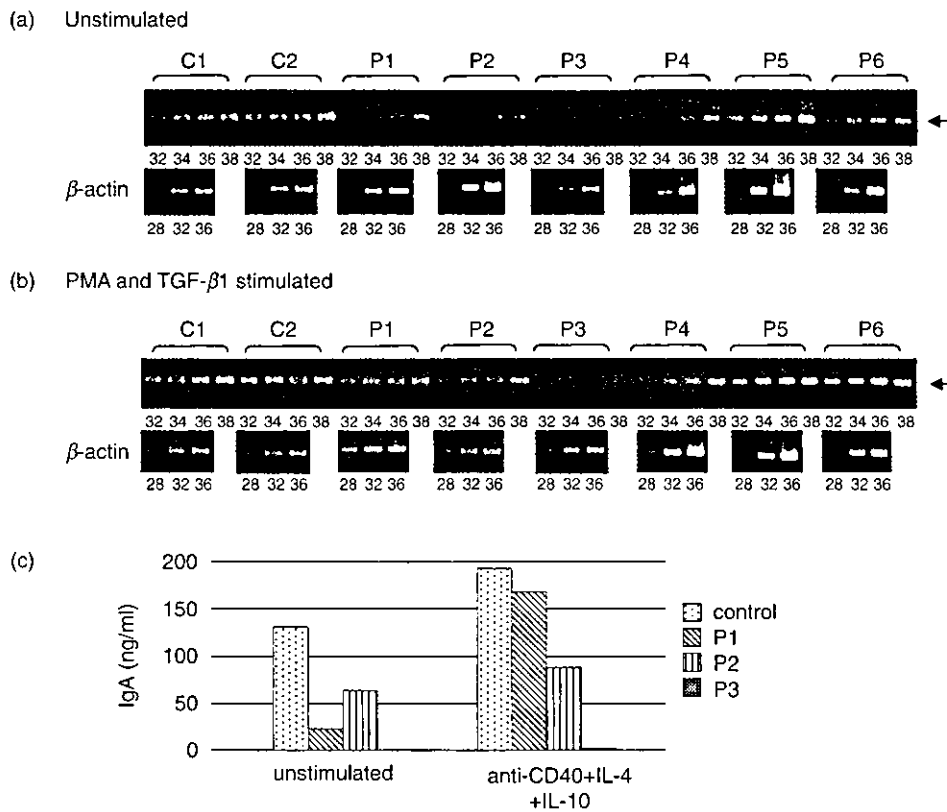 (a) Unstimulated
C1 C2 P1 P2 P3 P4 P5 P6
32 34 36 38 32 34 36 38 32 34 36 38 32 34 36 38 32 34 36 38 32 34 36 38 32 34 36 38 32 34 36 38
β-actin
28 32 36 28 32 36 28 32 36 28 32 36 28 32 36 28 32 36 28 32 36 28 32 36
(b) PMA and TGF-β1 stimulated
C1 C2 P1 P2 P3 P4 P5 P6
32 34 36 38 32 34 36 38 32 34 36 38 32 34 36 38 32 34 36 38 32 34 36 38 32 34 36 38 32 34 36 38
β-actin
28 32 36 28 32 36 28 32 36 28 32 36 28 32 36 28 32 36 28 32 36 28 32 36
(c)
IgA (ng/ml)
200
150
100
50
0
control
P1
P2
P3
unstimulated
anti-CD40+IL-4
+IL-10